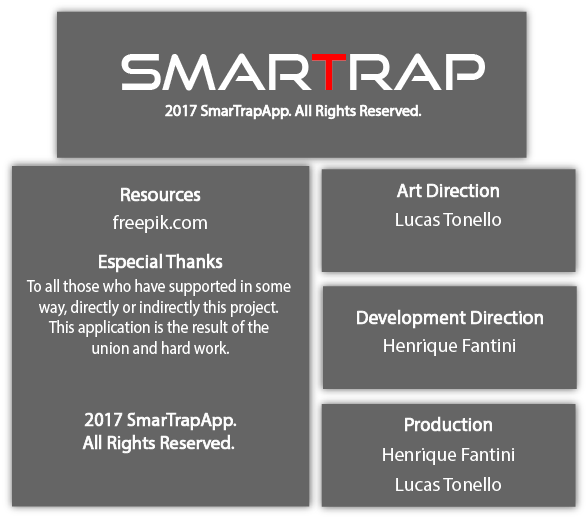 SMARTRAP
2017 SmarTrapApp. All Rights Reserved.
Resources
freepik.com
Especial Thanks
To all those who have supported in some
way, directly or indirectly this project.
This application is the result of the
union and hard work.
2017 SmarTrapApp.
All Rights Reserved.
Art Direction
Lucas Tonello
Development Direction
Henrique Fantini
Production
Henrique Fantini
Lucas Tonello